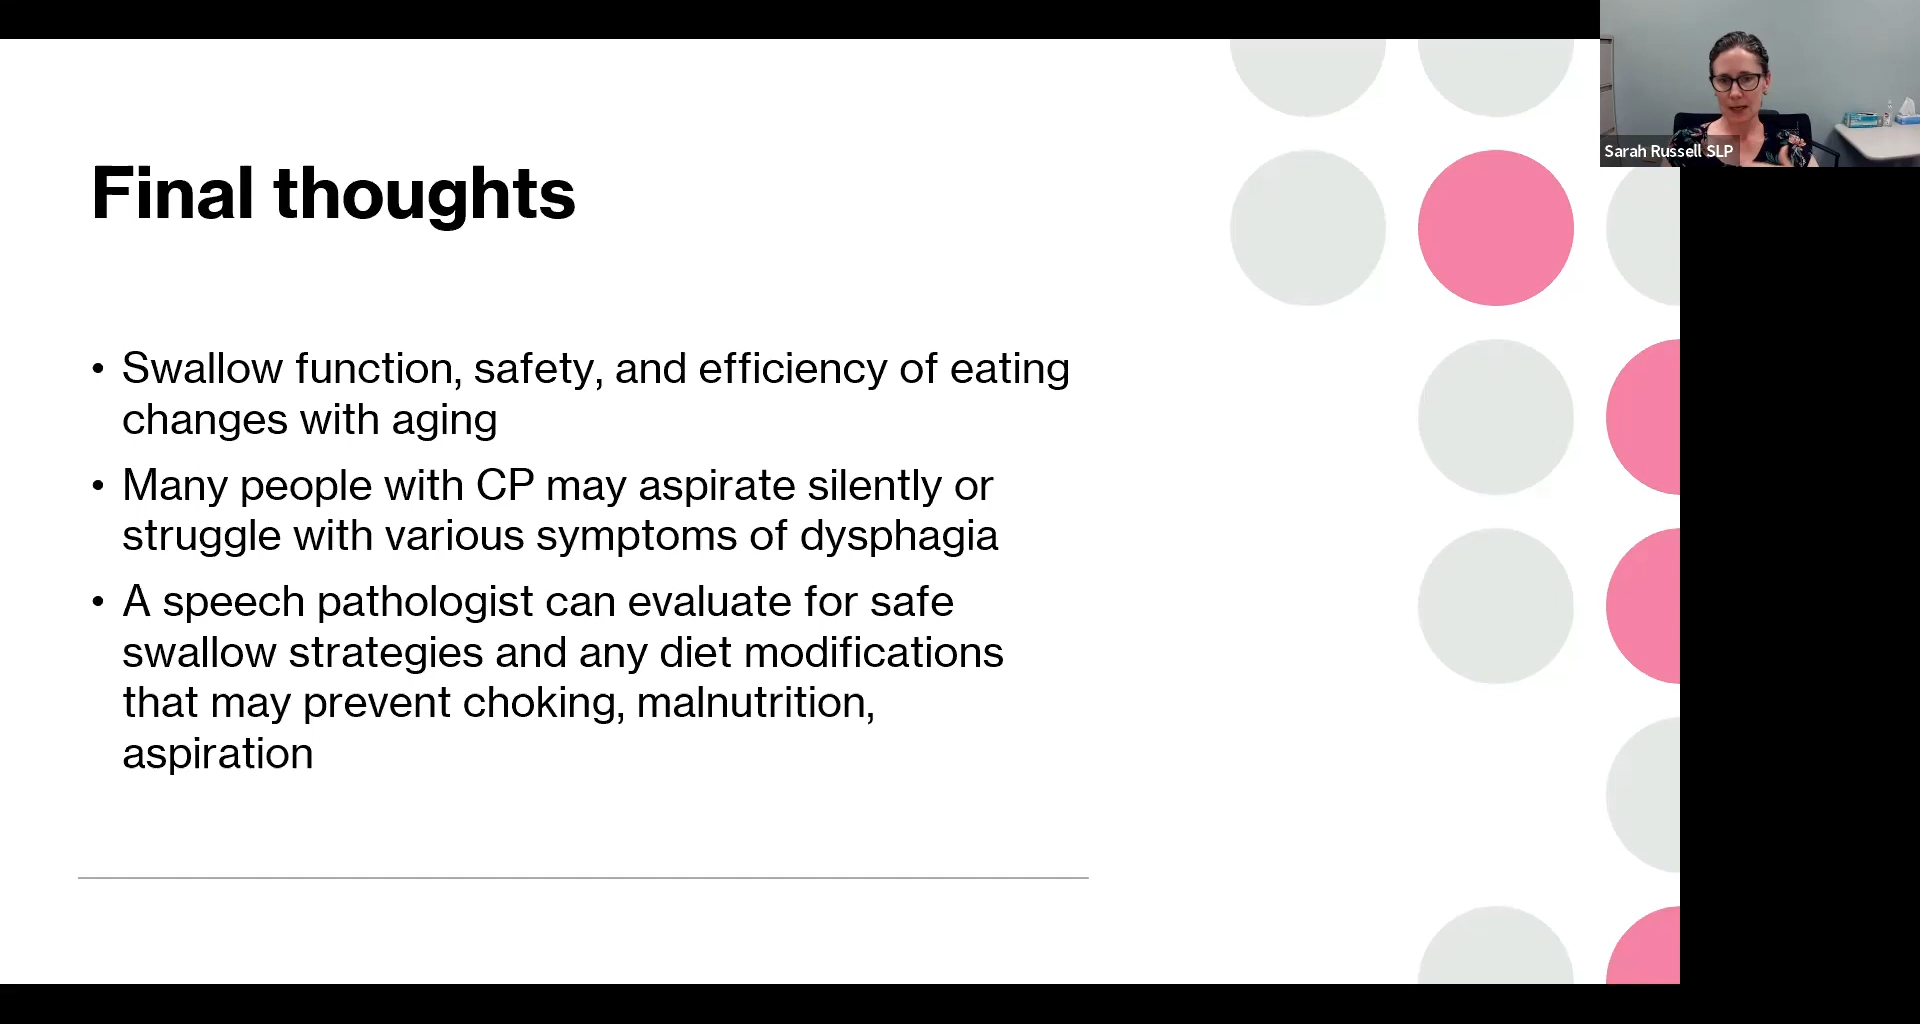 Final thoughts
• Swallow function, safety, and efficiency of eating
changes with aging
• Many people with CP may aspirate silently or
struggle with various symptoms of dysphagia
• A speech pathologist can evaluate for safe
swallow strategies and any diet modifications
that may prevent choking, malnutrition,
aspiration
Sarah Russell SLP